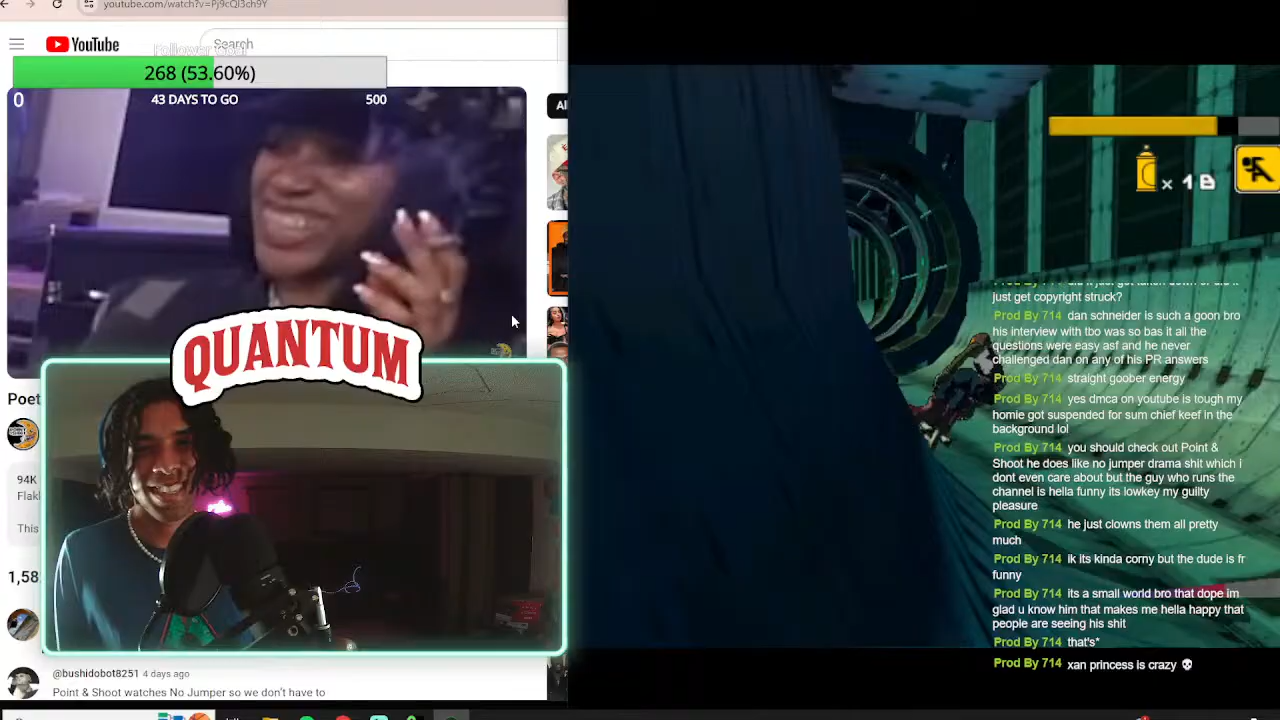 youtube.com/watch?v=Pj9cQl3ch9Y
YouTube
Search
268 (53.60%)
0
43 DAYS TO GO
500
All
QUANTUM
Poet
94K
Flakk
This
1,58
@bushidobot8251 4 days ago
Point & Shoot watches No Jumper so we don't have to
x 1
just get copyright struck?
Prod By 714 dan schneider is such a goon bro
his interview with tbo was so bas it all the
questions were easy asf and he never
challenged dan on any of his PR answers
Prod By 714 straight goober energy
Prod By 714 yes dmca on youtube is tough my
homie got suspended for sum chief keef in the
background lol
Prod By 714 you should check out Point &
Shoot he does like no jumper drama shit which i
dont even care about but the guy who runs the
channel is hella funny its lowkey my guilty
pleasure
Prod By 714 he just clowns them all pretty
much
Prod By 714 ik its kinda corny but the dude is fr
funny
Prod By 714 its a small world bro that dope im
glad u know him that makes me hella happy that
people are seeing his shit
Prod By 714 that's*
Prod By 714 xan princess is crazy 💀